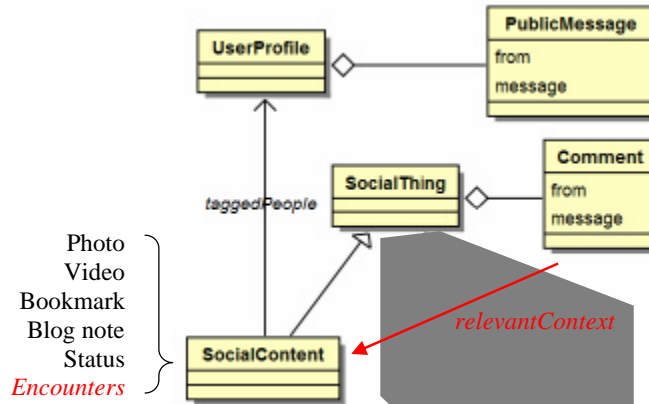 PublicMessage
UserProfile
from
message
Comment
SocialThing
from
taggedPeople
message
Photo
Video
Bookmark
relevantContext
Blog note
Status
SocialContent
Encounters